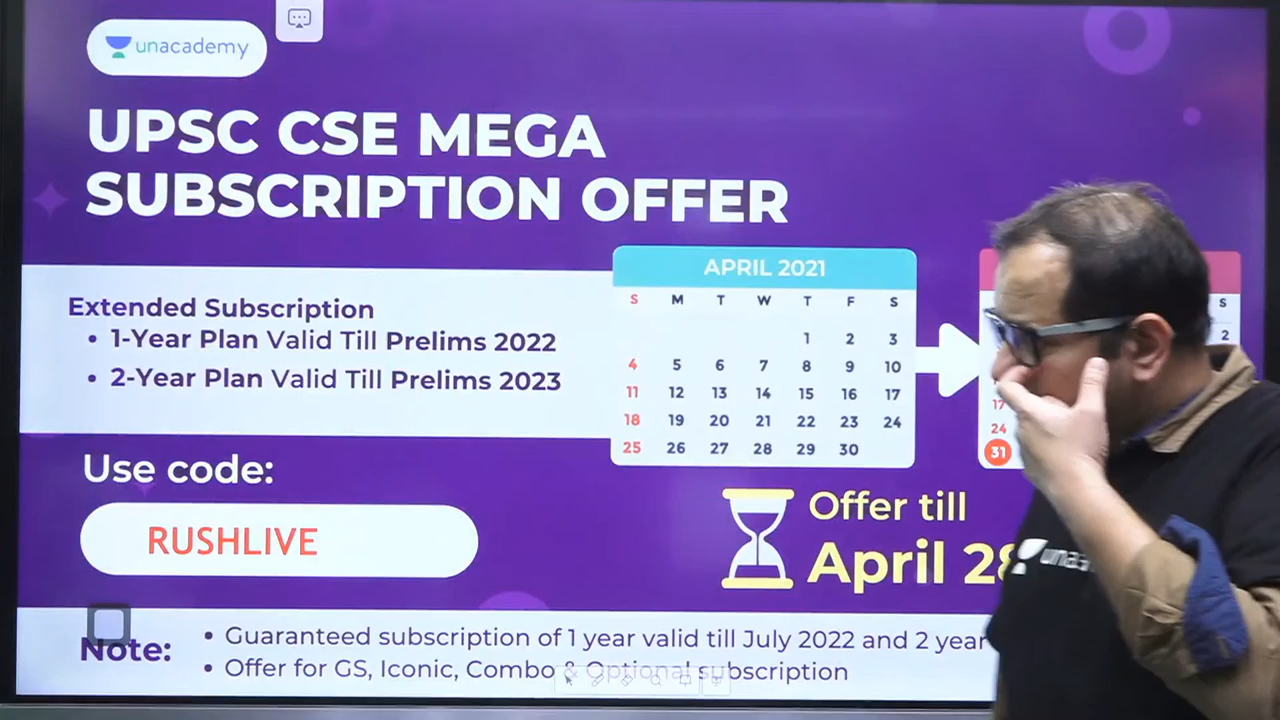 unacademy
UPSC CSE MEGA
SUBSCRIPTION OFFER
Extended Subscription
• 1-Year Plan Valid Till Prelims 2022
• 2-Year Plan Valid Till Prelims 2023
APRIL 2021
S M T W T F S
1 2 3
4 5 6 7 8 9 10
11 12 13 14 15 16 17
18 19 20 21 22 23 24
25 26 27 28 29 30
S
2
17
24
31
Use code:
RUSHLIVE
Offer till
April 28
Note:
• Guaranteed subscription of 1 year valid till July 2022 and 2 year
• Offer for GS, Iconic, Combo & Optional subscription